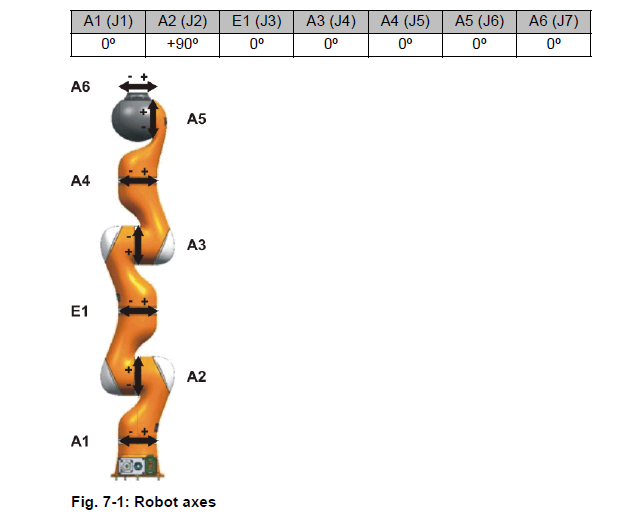 A1 (J1) A2 (J2) E1 (J3) A3 (J4) A4 (J5) A5 (J6) A6 (J7)
0º +90º 0º 0º 0º 0º 0º
- +
A6
+
A5
-
- +
A4
-
A3
+
- +
E1
+
A2
-
- +
A1
Fig. 7-1: Robot axes